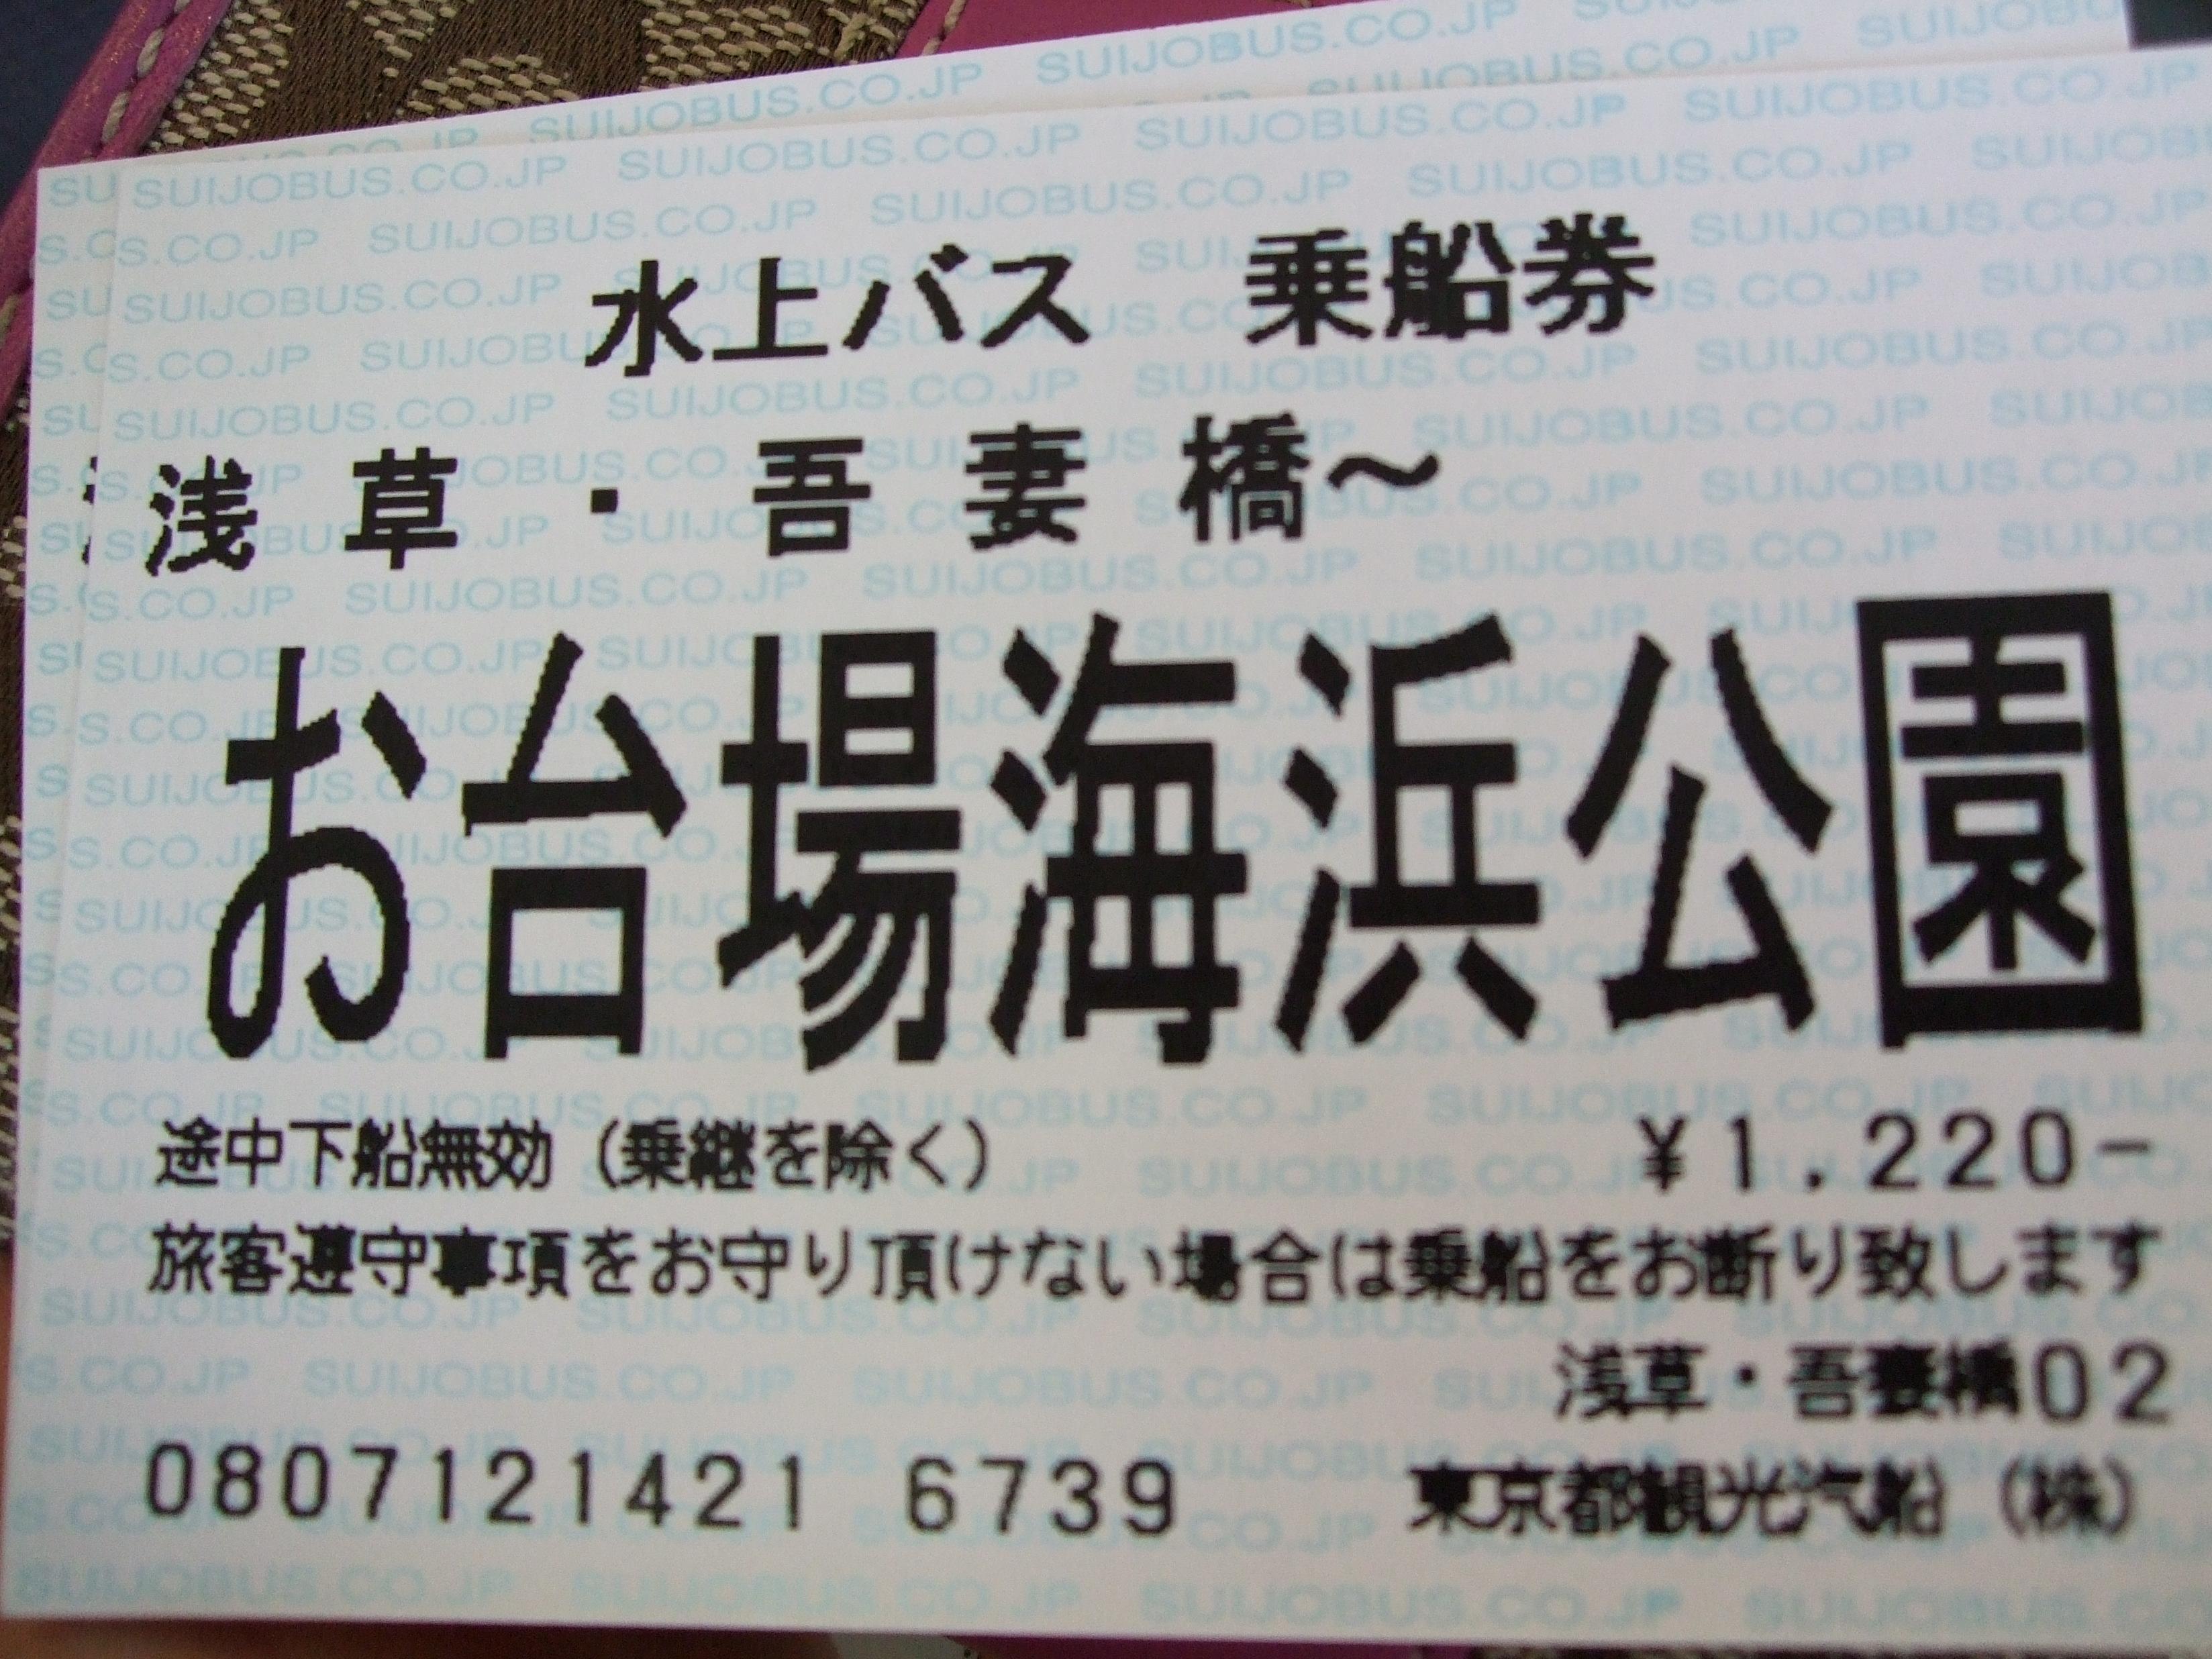 SUIJOBUS.CO.JP
水上バス 乗船券
浅草・吾妻橋～
お台場海浜公園
途中下船無効（乗継を除く） ¥1,220-
旅客遵守事項をお守り頂けない場合は乗船をお断り致します
浅草・吾妻橋02
0807121421 6739 東京都観光汽船（株）